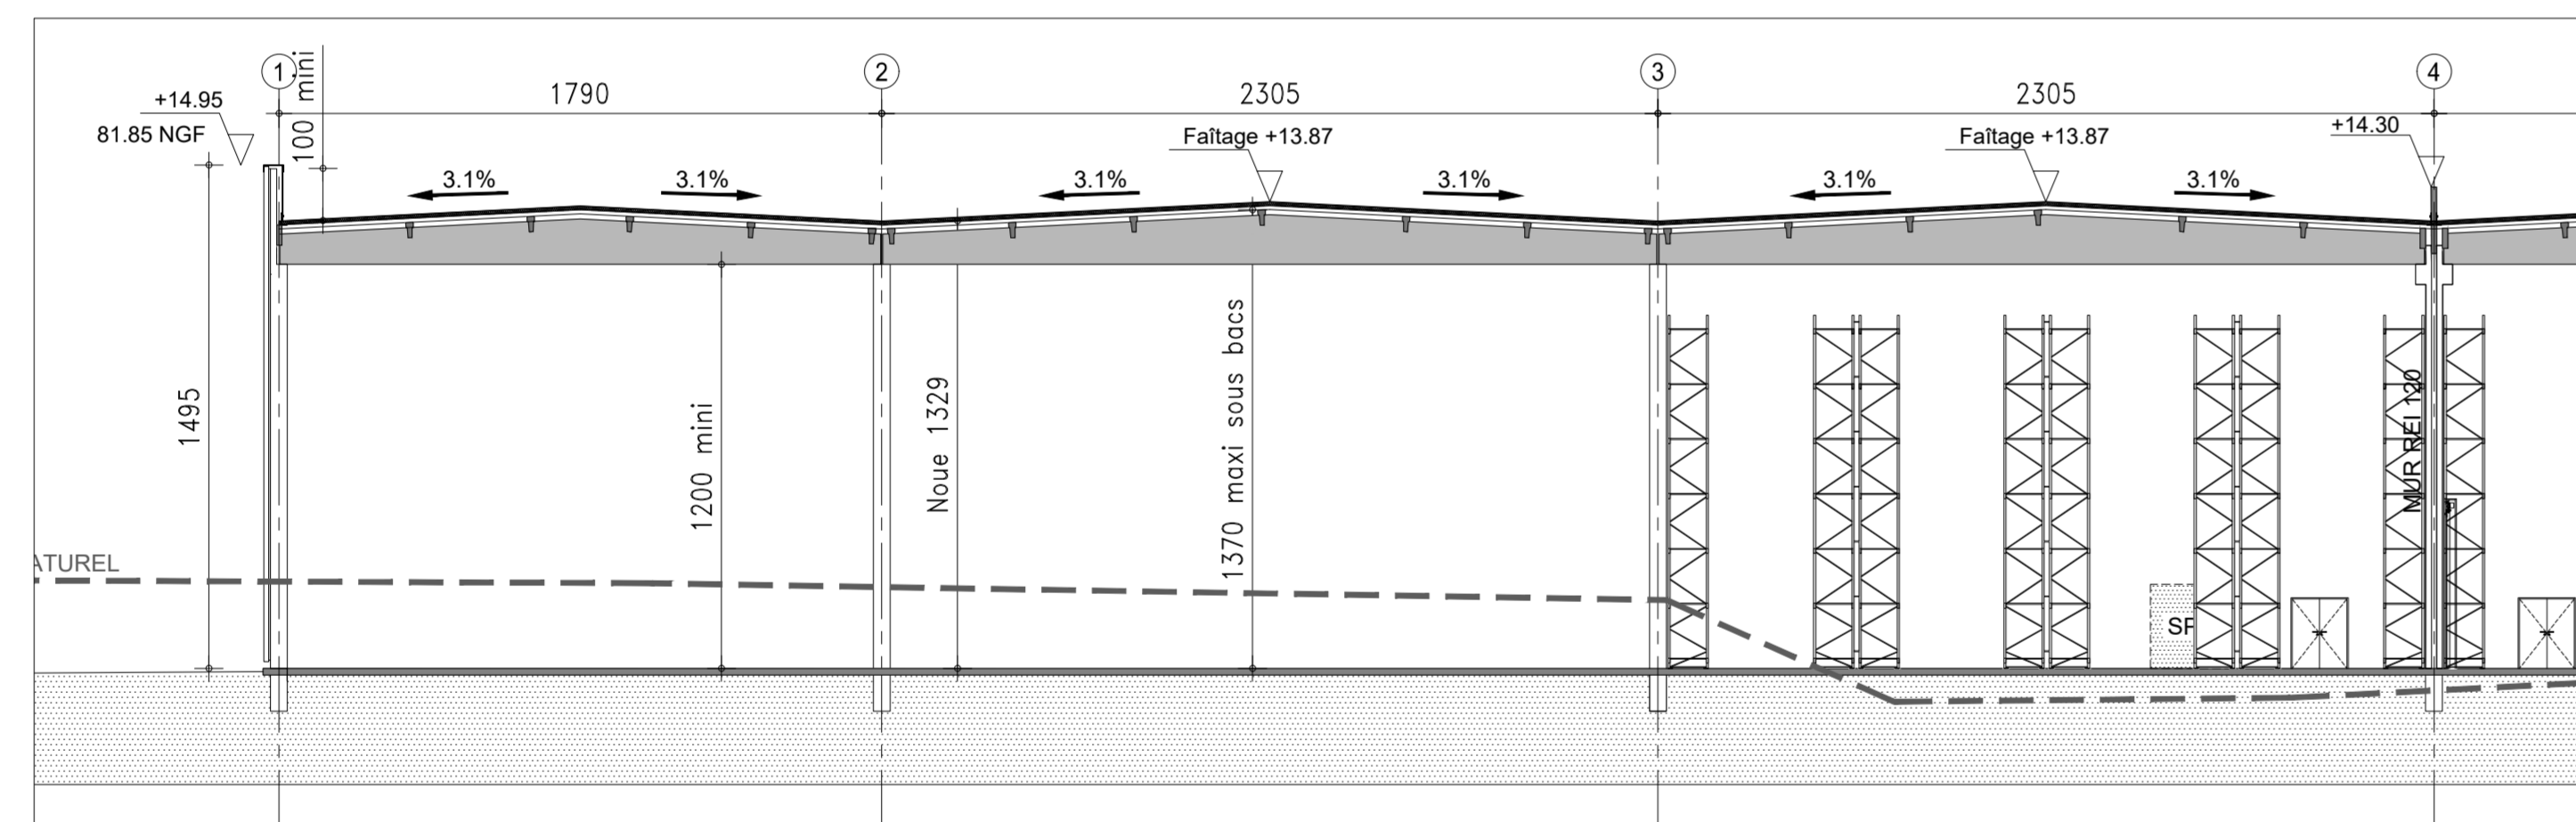 1
2
3
4
100 mini
1790
2305
2305
+14.95
81.85 NGF
Faîtage +13.87
Faîtage +13.87
+14.30
3.1%
3.1%
3.1%
3.1%
3.1%
3.1%
1495
1200 mini
Noue 1329
1370 maxi sous bacs
MUR REI 120
ATUREL
SP